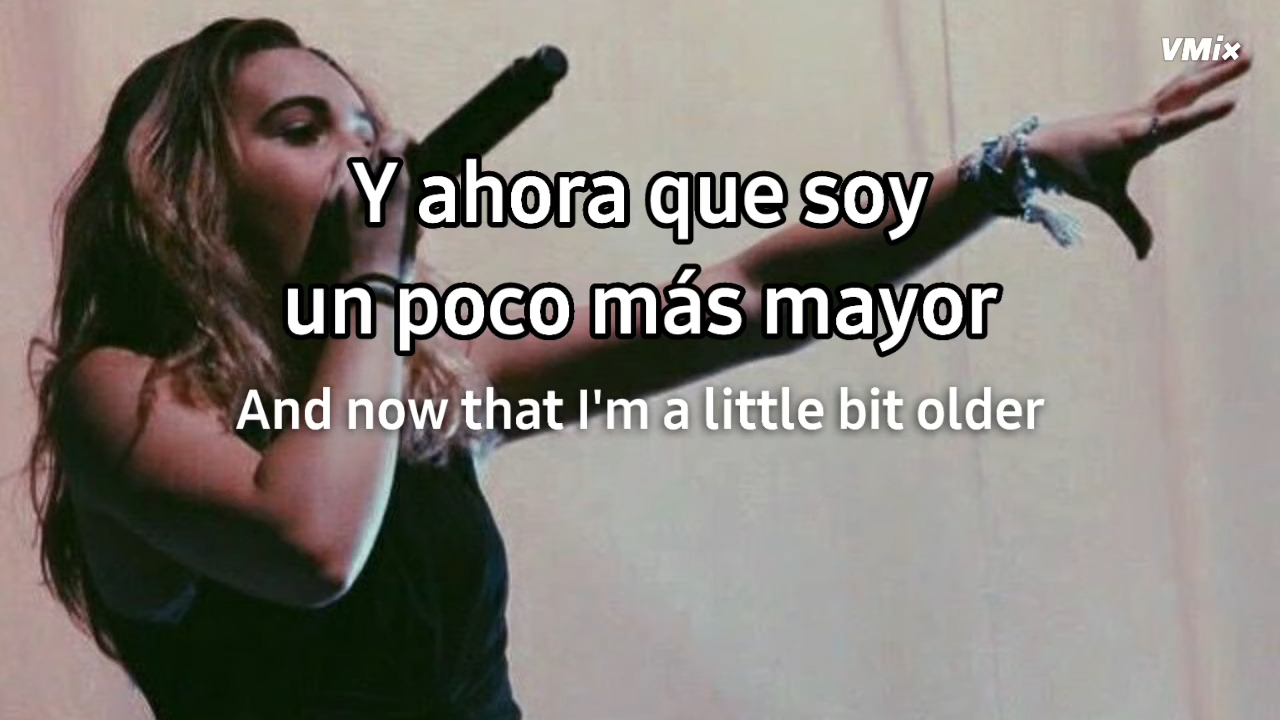 VMix
Y ahora que soy
un poco más mayor
And now that I'm a little bit older